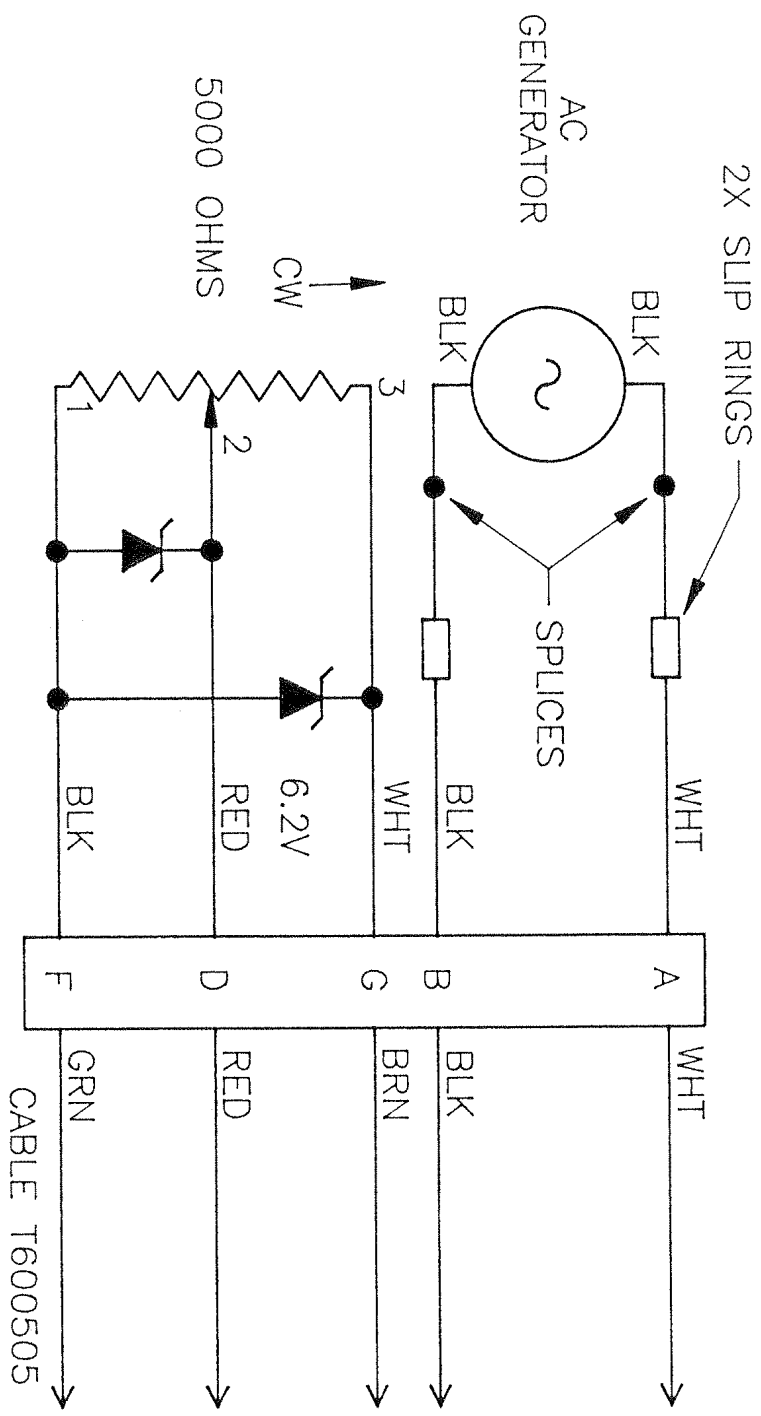 2X SLIP RINGS
AC
GENERATOR
BLK
BLK
SPLICES
WHT
BLK
CW
5000 OHMS
3
2
1
6.2V
WHT
RED
BLK
A
B
G
D
F
WHT
BLK
BRN
RED
GRN
CABLE T600505